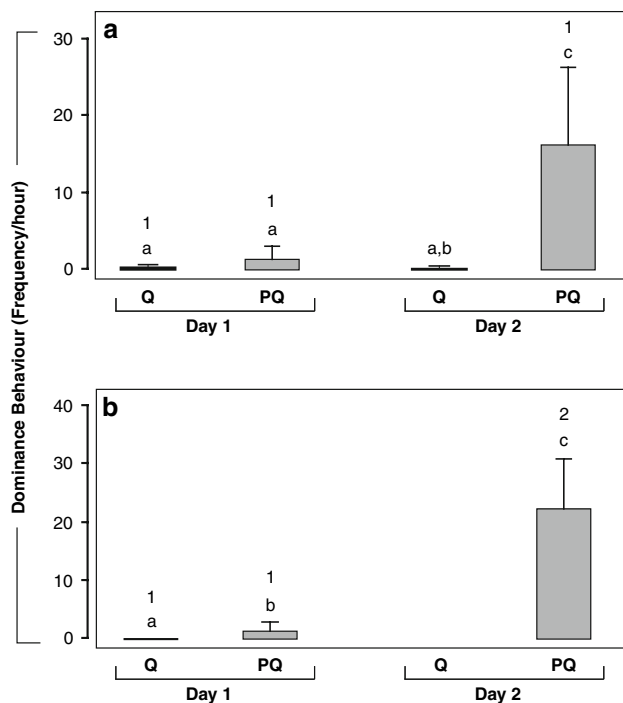 Dominance Behaviour (Frequency/hour)
a
30
20
10
0
1
a
1
a
a,b
1
c
Q PQ Q PQ
Day 1 Day 2
b
40
30
20
10
0
1
a
1
b
2
c
Q PQ Q PQ
Day 1 Day 2